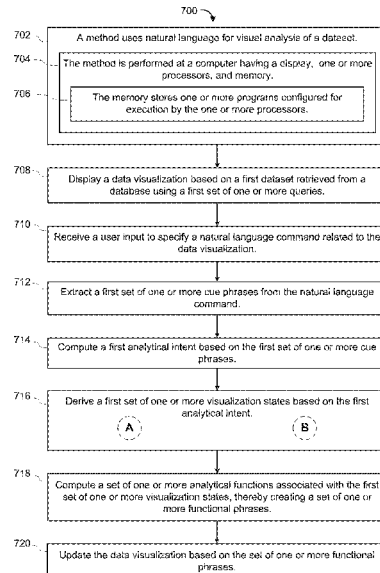 700
702
A method uses natural language for visual analysis of a dataset.
704
The method is performed at a computer having a display, one or more
processors, and memory.
706
The memory stores one or more programs configured for
execution by the one or more processors.
708
Display a data visualization based on a first dataset retrieved from a
database using a first set of one or more queries.
710
Receive a user input to specify a natural language command related to the
data visualization.
712
Extract a first set of one or more cue phrases from the natural language
command.
714
Compute a first analytical intent based on the first set of one or more cue
phrases.
716
Derive a first set of one or more visualization states based on the first
analytical intent.
A B
718
Compute a set of one or more analytical functions associated with the first
set of one or more visualization states, thereby creating a set of one or
more functional phrases.
720
Update the data visualization based on the set of one or more functional
phrases.